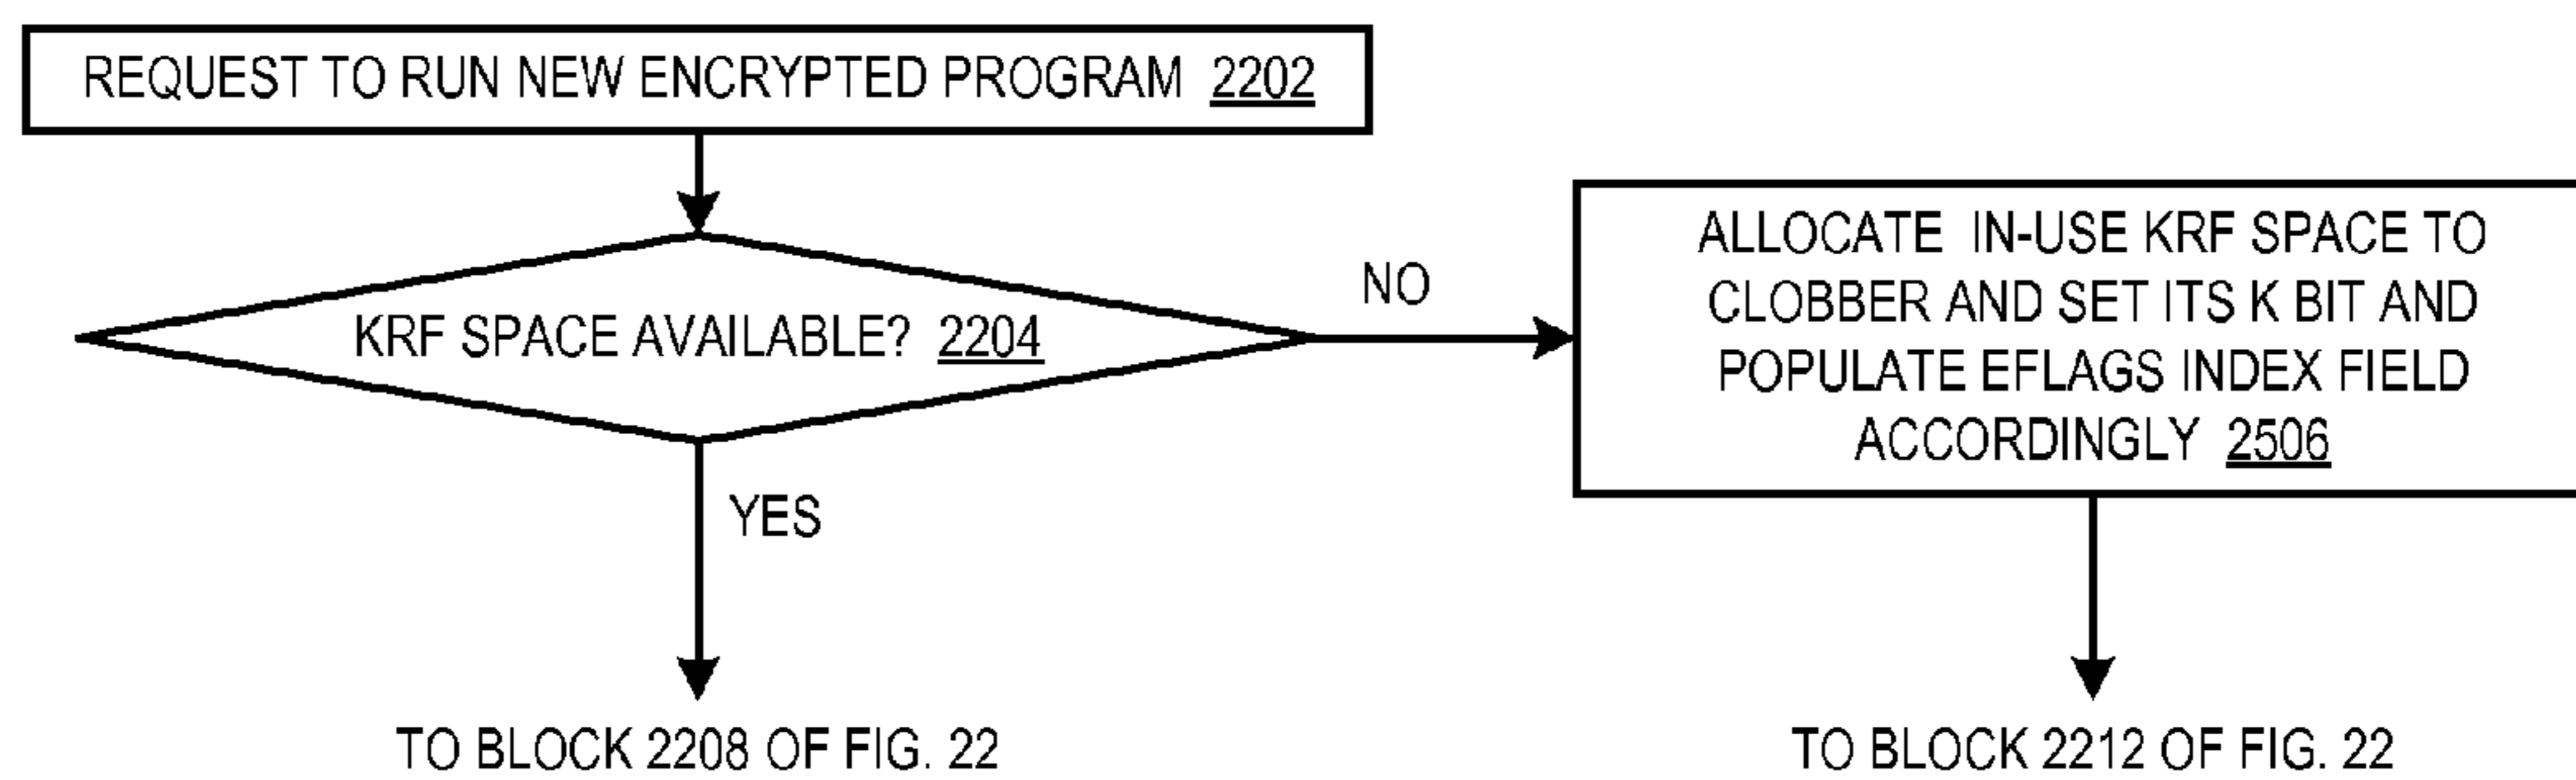 REQUEST TO RUN NEW ENCRYPTED PROGRAM 2202
KRF SPACE AVAILABLE? 2204
NO
ALLOCATE IN-USE KRF SPACE TO
CLOBBER AND SET ITS K BIT AND
POPULATE EFLAGS INDEX FIELD
ACCORDINGLY 2506
YES
TO BLOCK 2208 OF FIG. 22
TO BLOCK 2212 OF FIG. 22